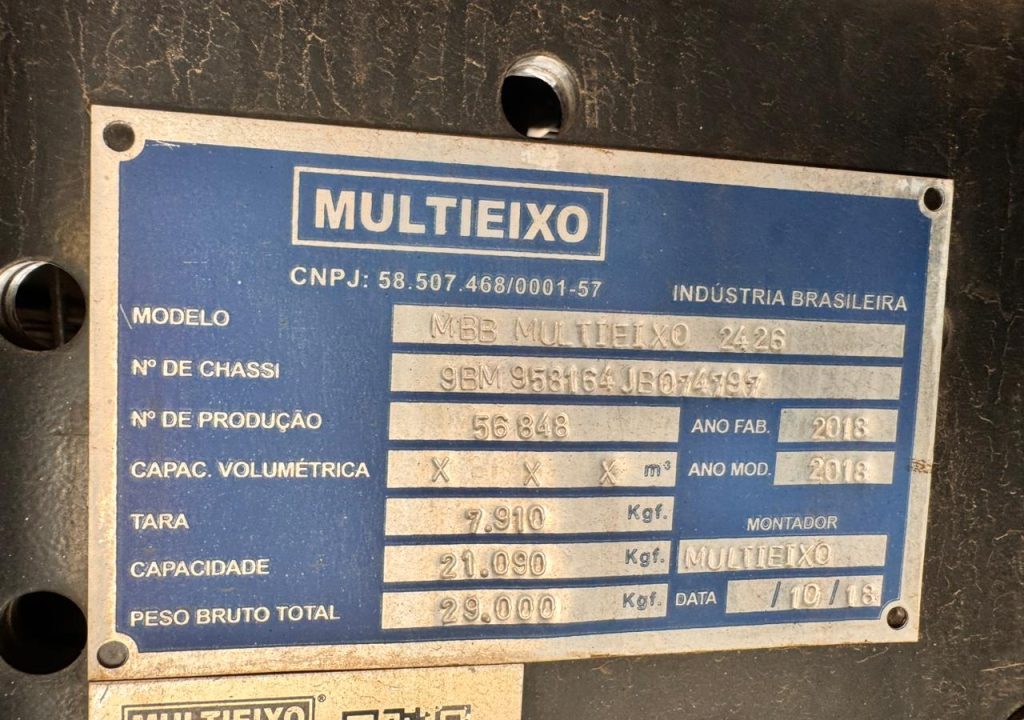 MULTIEIXO
CNPJ: 58.507.468/0001-57
INDÚSTRIA BRASILEIRA
MODELO MBB MULTIEIXO 2426
Nº DE CHASSI 9BM958164JB074797
Nº DE PRODUÇÃO 56848 ANO FAB. 2018
CAPAC. VOLUMÉTRICA X X X m³ ANO MOD. 2018
TARA 7.910 Kgf.
MONTADOR
CAPACIDADE 21.090 Kgf. MULTIEIXO
PESO BRUTO TOTAL 29.000 Kgf. DATA /10/18
MULTIEIXO®